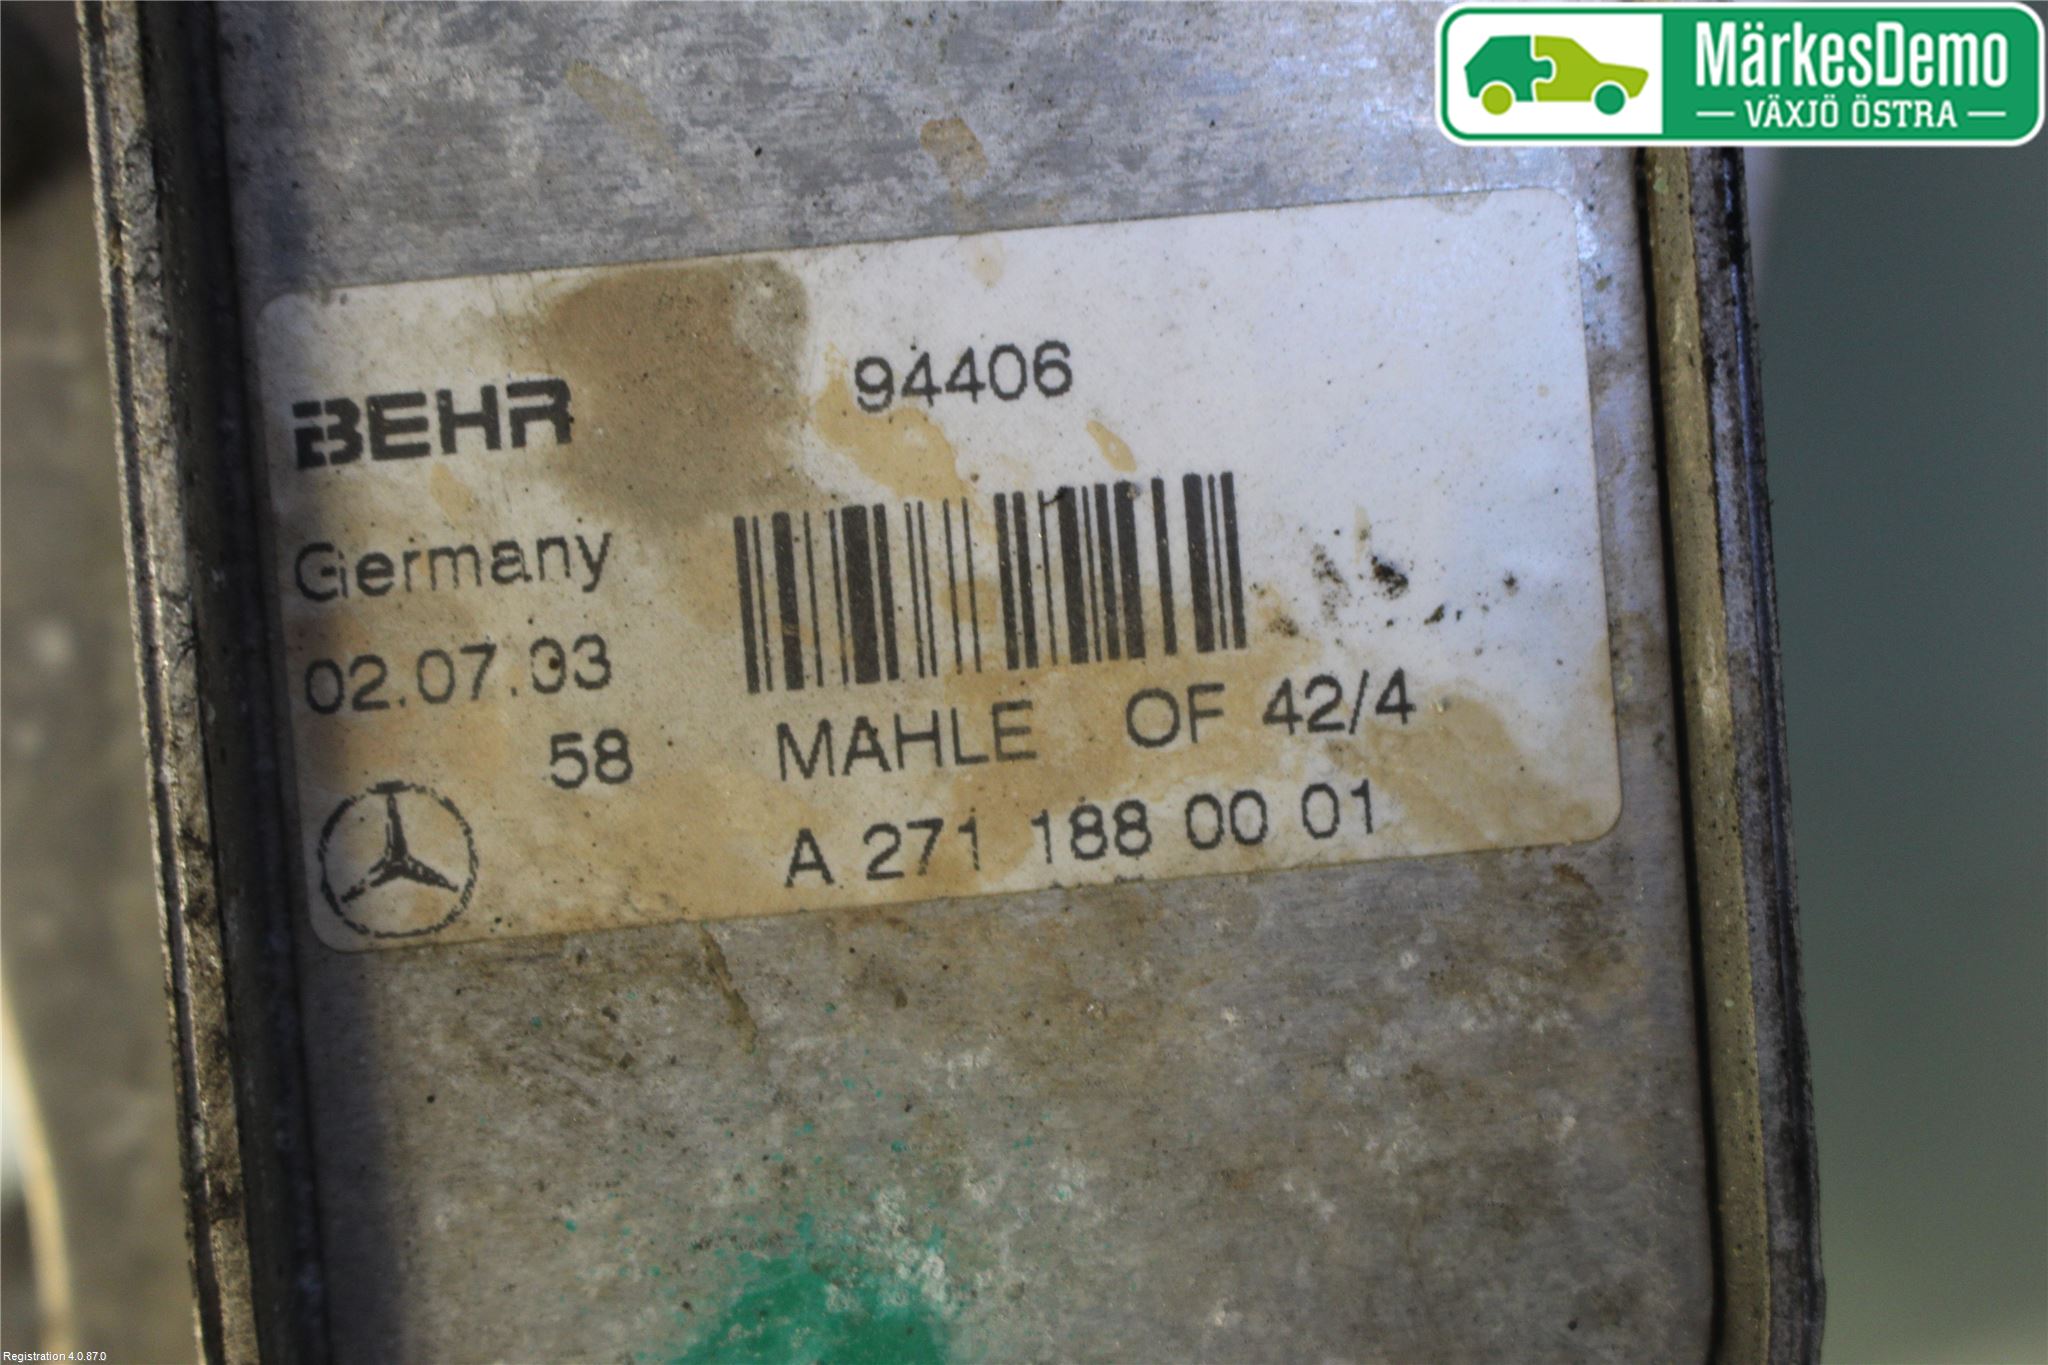 MärkesDemo
VÄXJÖ ÖSTRA
BEHR
94406
Germany
02.07.03
58
MAHLE OF 42/4
A 271 188 00 01
Registration 4.0.87.0